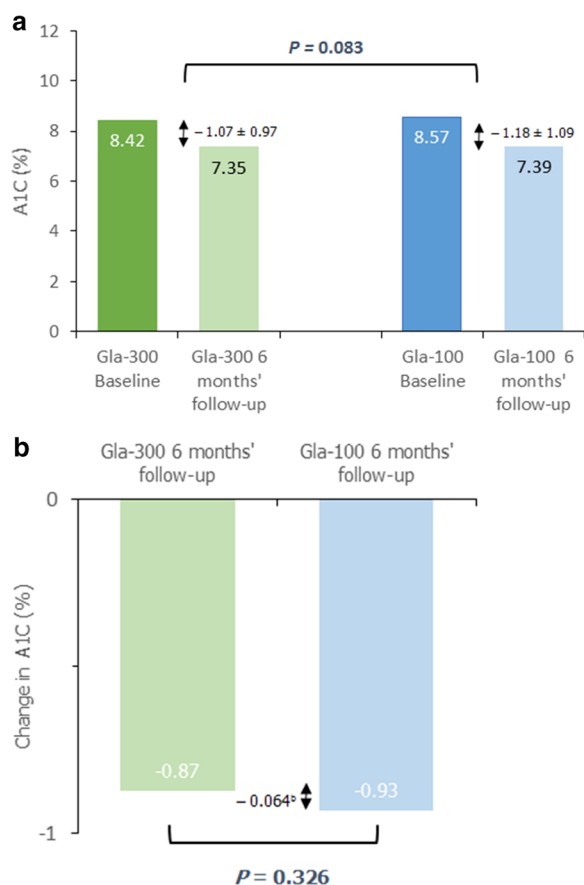 a
P = 0.083
12
10
8
6
4
2
0
A1C (%)
8.42
– 1.07 ± 0.97
7.35
8.57
– 1.18 ± 1.09
7.39
Gla-300
Baseline
Gla-300 6
months'
follow-up
Gla-100
Baseline
Gla-100 6
months'
follow-up
b
Gla-300 6 months'
follow-up
Gla-100 6 months'
follow-up
0
-1
Change in A1C (%)
-0.87
– 0.064ᵇ
-0.93
P = 0.326